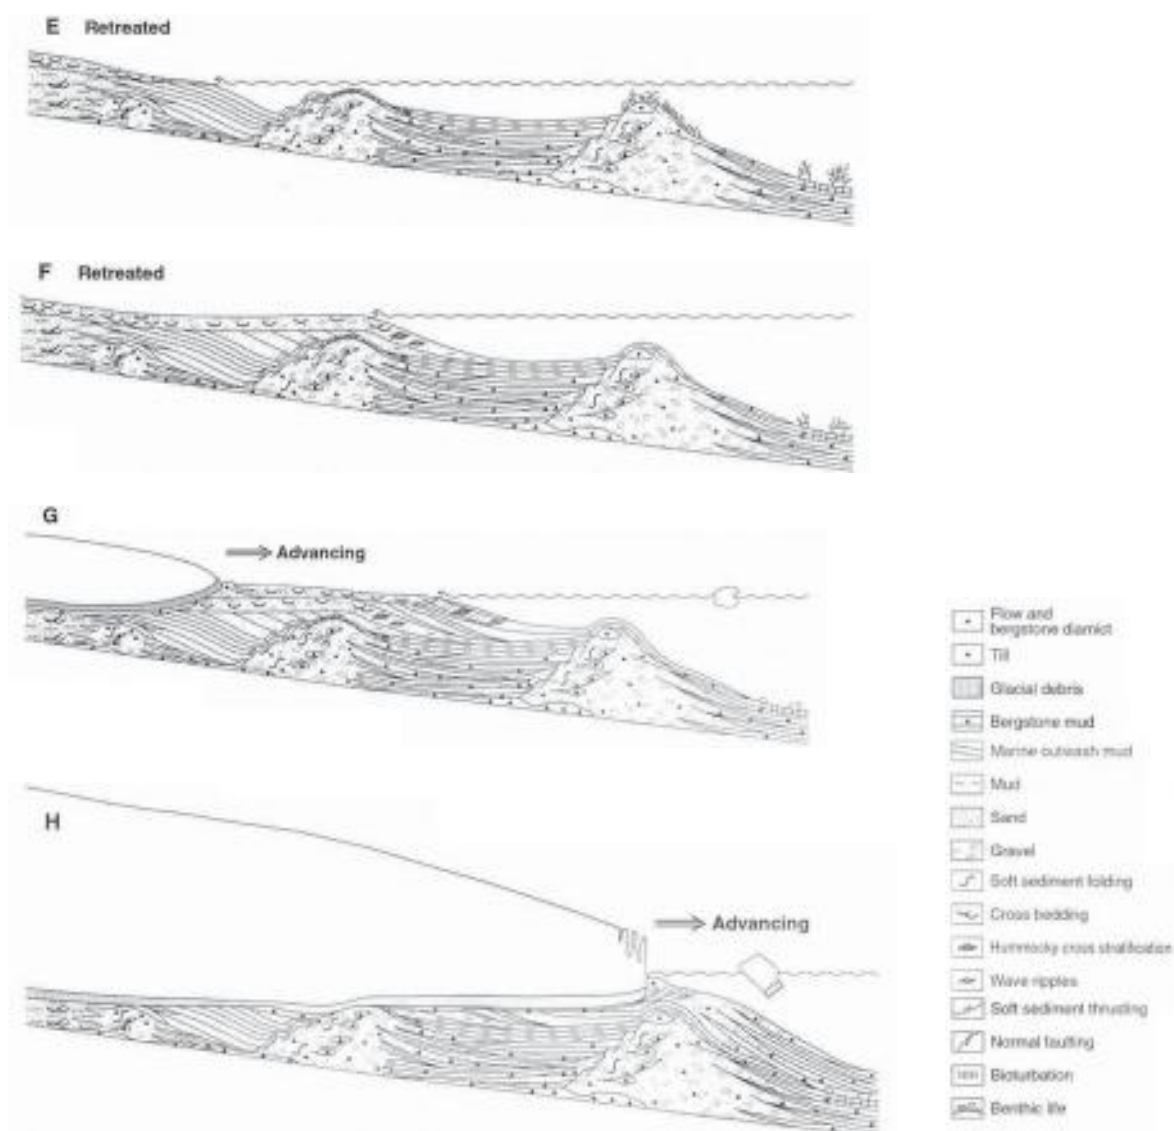 E Retreated
F Retreated
G
Advancing
H
Advancing
Flow and
bergstone diamict
Till
Glacial debris
Bergstone mud
Marine outwash mud
Mud
Sand
Gravel
Soft sediment folding
Cross bedding
Hummocky cross stratification
Wave ripples
Soft sediment thrusting
Normal faulting
Bioturbation
Benthic life